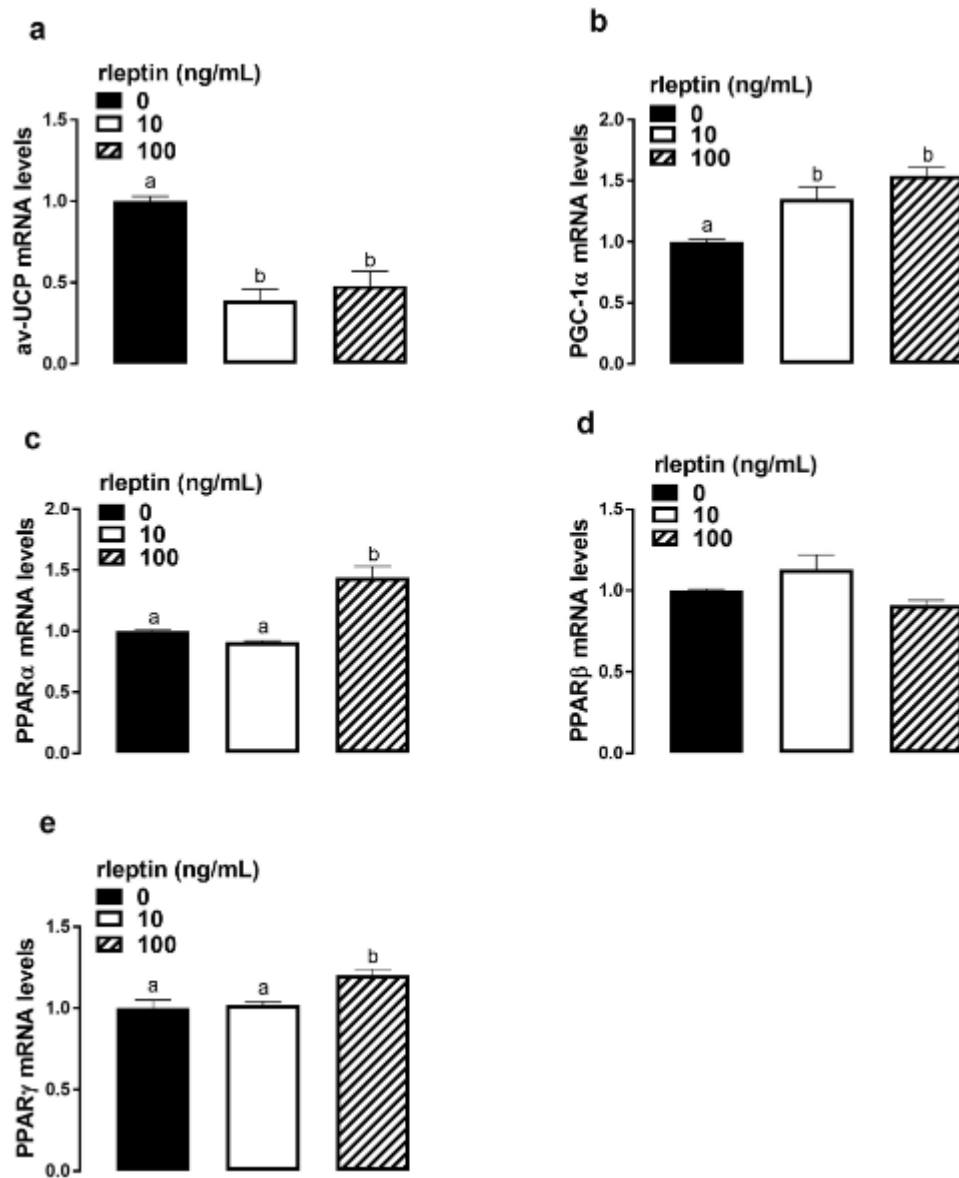 a
rleptin (ng/mL)
0
10
100
av-UCP mRNA levels
1.5
1.0
0.5
0.0
a
b
b
b
rleptin (ng/mL)
0
10
100
PGC-1α mRNA levels
2.0
1.5
1.0
0.5
0.0
a
b
b
c
rleptin (ng/mL)
0
10
100
PPARα mRNA levels
2.0
1.5
1.0
0.5
0.0
a
a
b
d
rleptin (ng/mL)
0
10
100
PPARβ mRNA levels
1.5
1.0
0.5
0.0
e
rleptin (ng/mL)
0
10
100
PPARγ mRNA levels
1.5
1.0
0.5
0.0
a
a
b